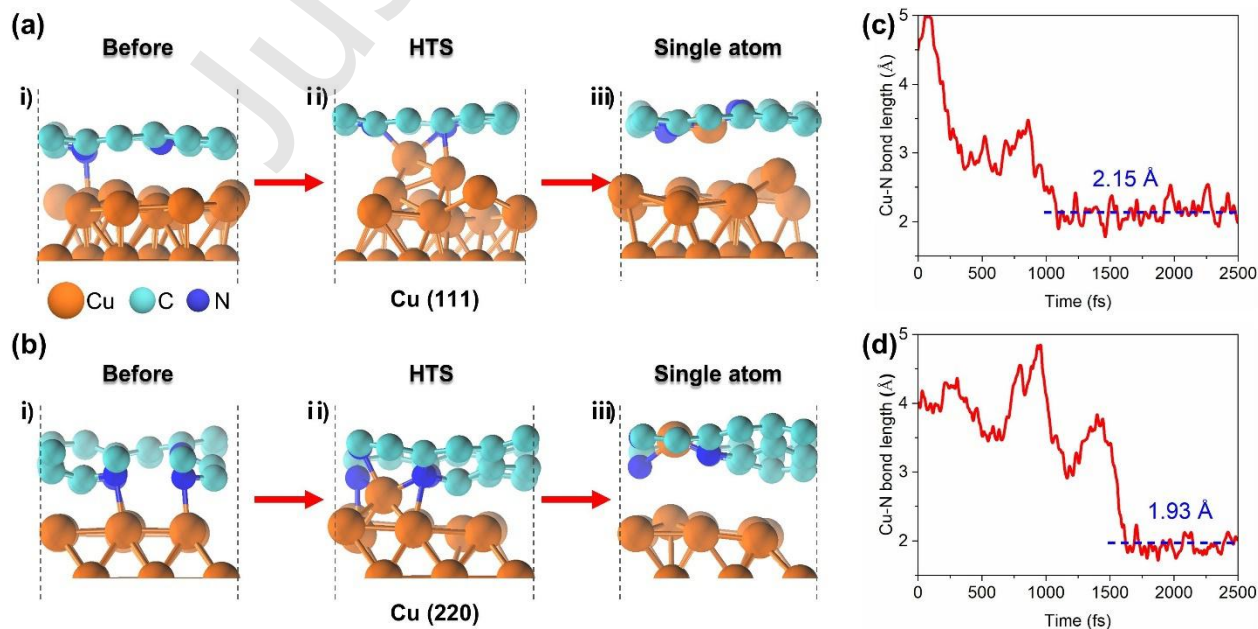 (a)
Before
HTS
Single atom
i)
ii)
iii)
Cu C N
Cu (111)
(b)
Before
HTS
Single atom
i)
ii)
iii)
Cu (220)
(c)
Cu-N bond length (Å)
5
4
3
2
2.15 Å
0 500 1000 1500 2000 2500
Time (fs)
(d)
Cu-N bond length (Å)
5
4
3
2
1.93 Å
0 500 1000 1500 2000 2500
Time (fs)